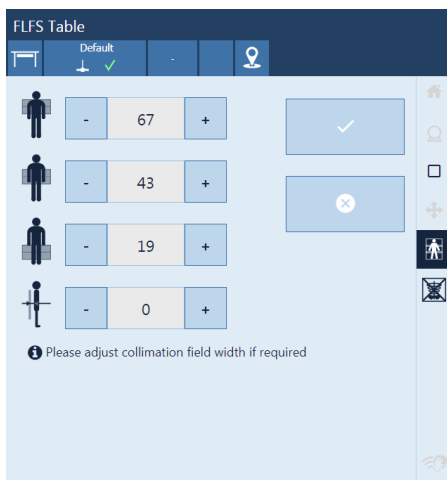 FLFS Table
Default
-
- 67 +
- 43 +
- 19 +
- 0 +
Please adjust collimation field width if required